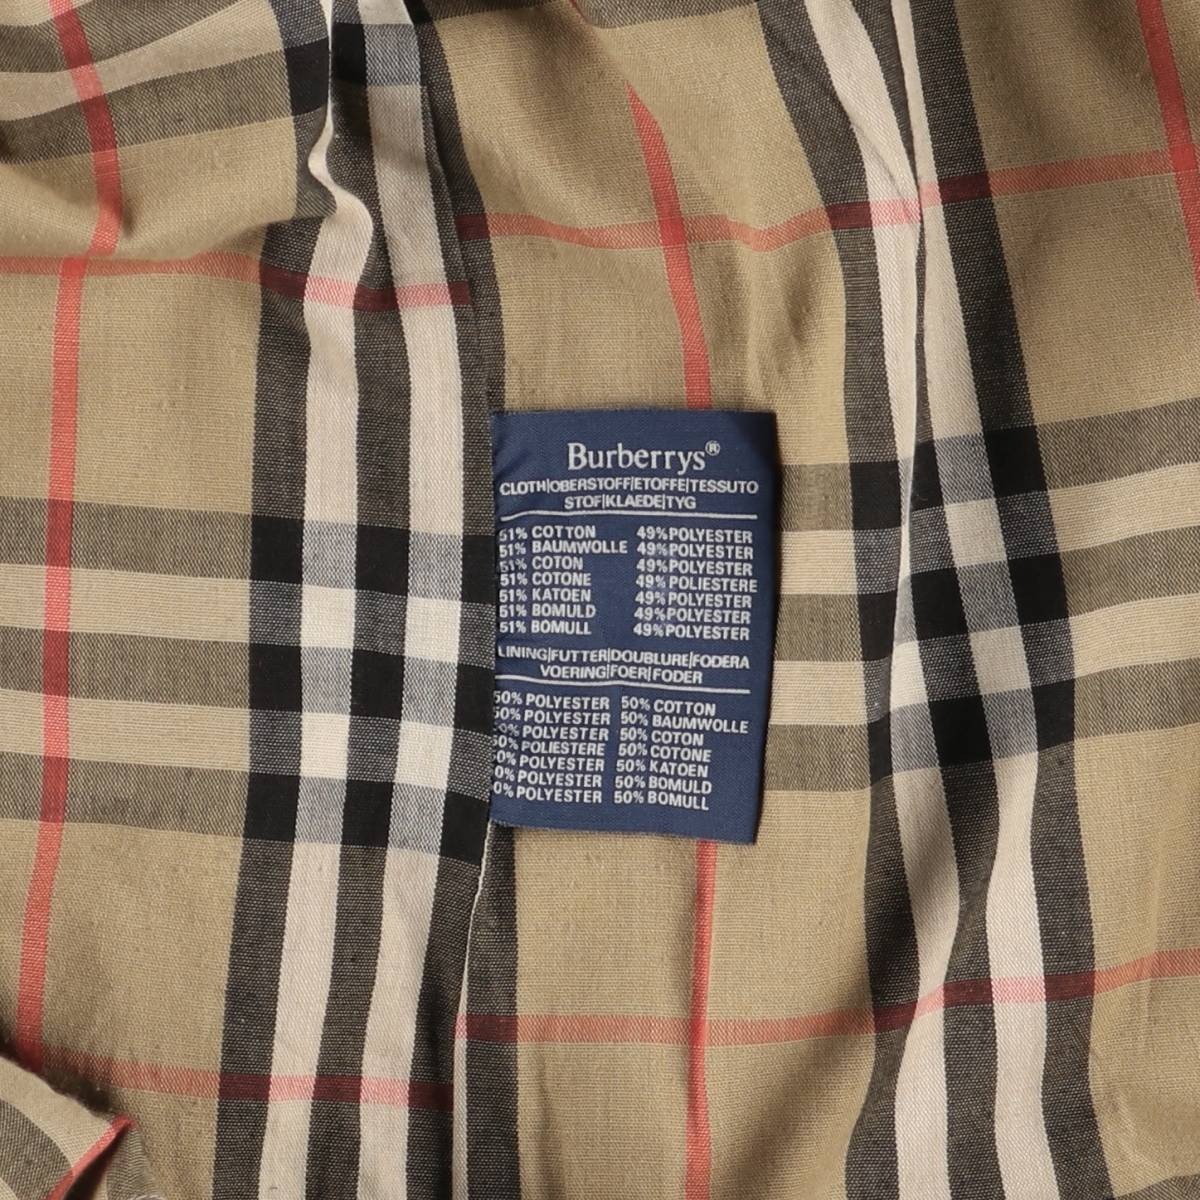 Burberrys®
CLOTH|OBERSTOFF|ETOFFE|TESSUTO
STOF|KLAEDE|TYG
51% COTTON 49% POLYESTER
51% BAUMWOLLE 49% POLYESTER
51% COTON 49% POLYESTER
51% COTONE 49% POLIESTERE
51% KATOEN 49% POLYESTER
51% BOMULD 49% POLYESTER
51% BOMULL 49% POLYESTER
LINING|FUTTER|DOUBLURE|FODERA
VOERING|FOER|FODER
50% POLYESTER 50% COTTON
50% POLYESTER 50% BAUMWOLLE
50% POLYESTER 50% COTON
50% POLIESTERE 50% COTONE
50% POLYESTER 50% KATOEN
0% POLYESTER 50% BOMULD
0% POLYESTER 50% BOMULL